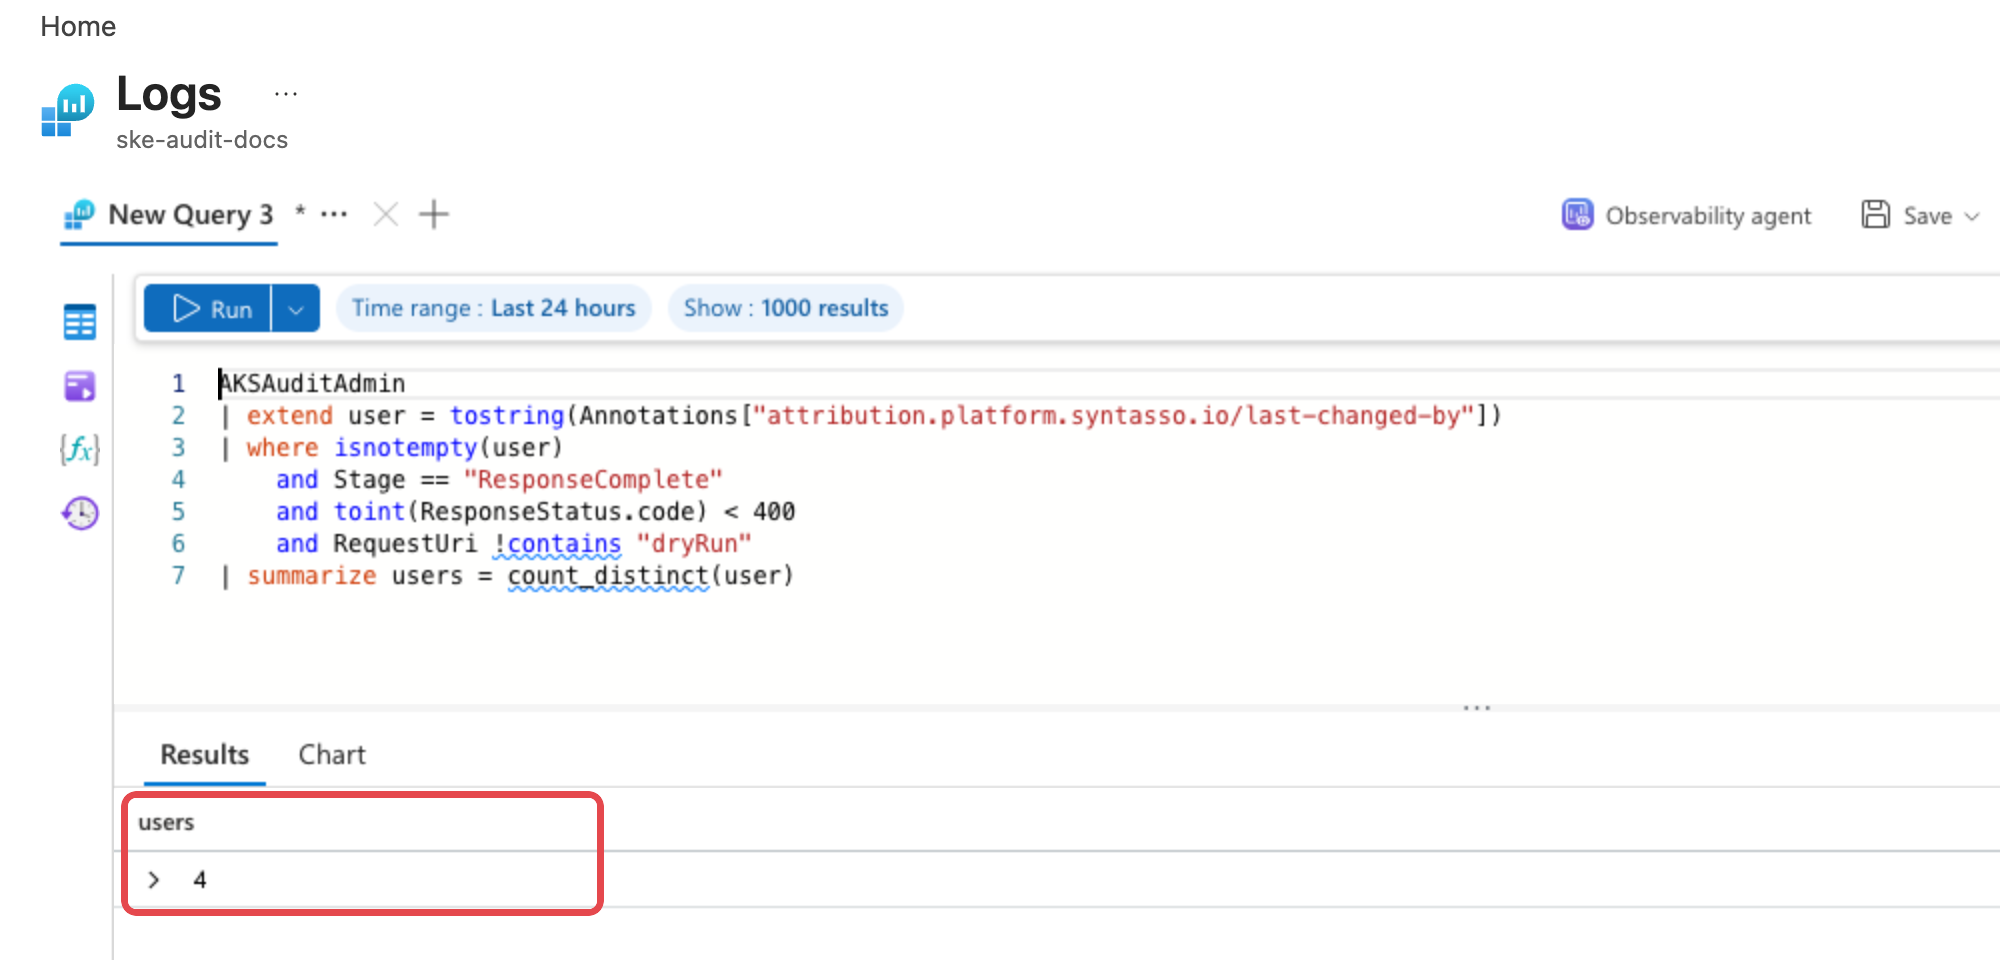 Home
Logs ...
ske-audit-docs
New Query 3 * ...
Observability agent
Save
Run
Time range : Last 24 hours
Show : 1000 results
1 AKSAuditAdmin
2 | extend user = tostring(Annotations["attribution.platform.syntasso.io/last-changed-by"])
3 | where isnotempty(user)
4 and Stage == "ResponseComplete"
5 and toint(ResponseStatus.code) < 400
6 and RequestUri !contains "dryRun"
7 | summarize users = count_distinct(user)
{fx}
...
Results Chart
users
> 4